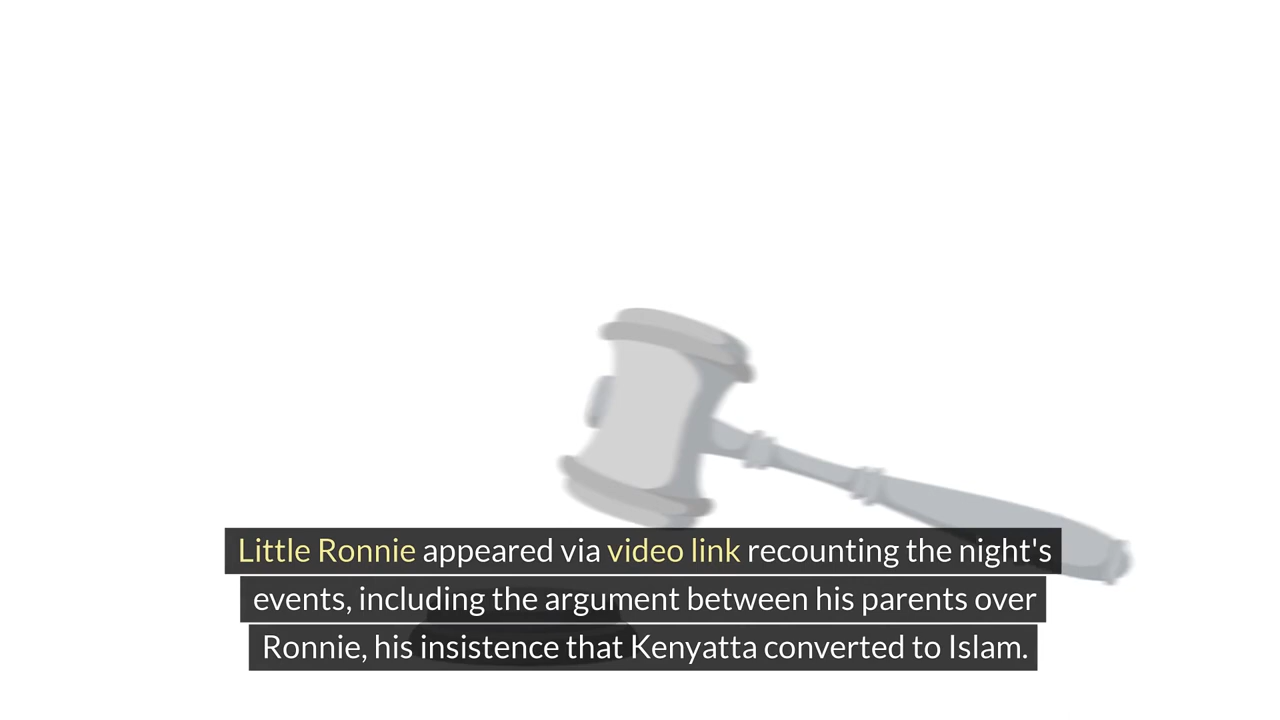 Little Ronnie appeared via video link recounting the night's
events, including the argument between his parents over
Ronnie, his insistence that Kenyatta converted to Islam.